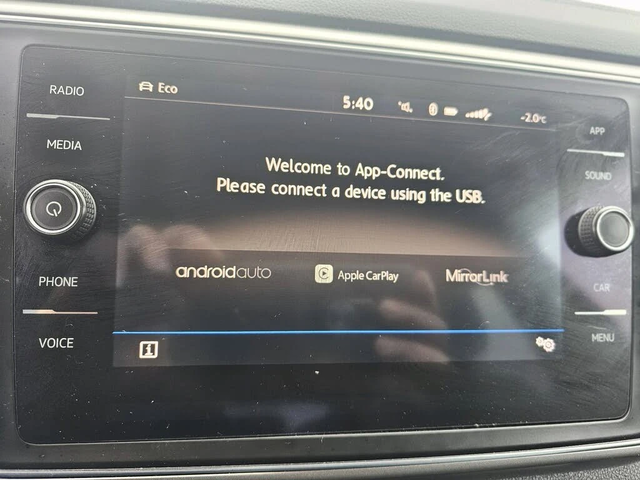 RADIO
MEDIA
PHONE
VOICE
Eco
5:40
-2.0°C
Welcome to App-Connect.
Please connect a device using the USB.
androidauto
Apple CarPlay
MirrorLink
APP
SOUND
CAR
MENU